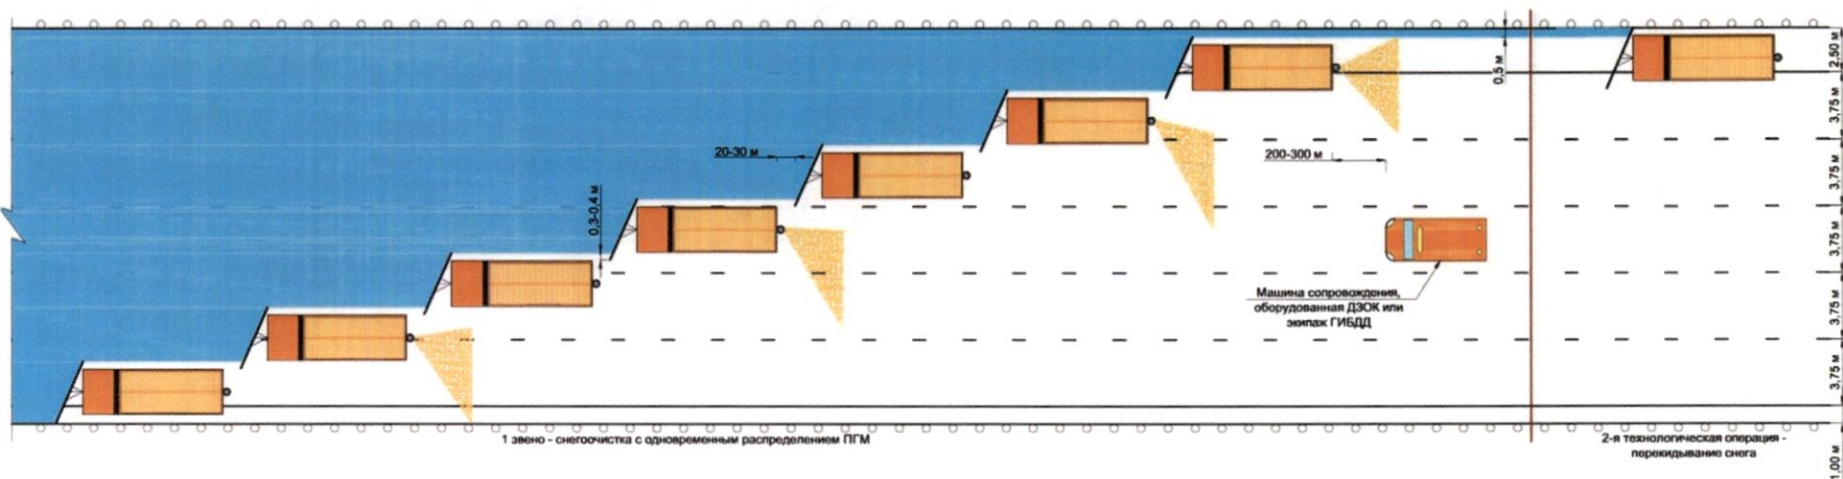 0,5 м
2,50 м
3,75 м
20-30 м
200-300 м
3,75 м
0,3-0,4 м
3,75 м
Машина сопровождения,
оборудованная ДЗОК или
экипаж ГИБДД
3,75 м
3,75 м
1 звено - снегоочистка с одновременным распределением ПГМ
2-я технологическая операция -
перекидывание снега
1,00 м